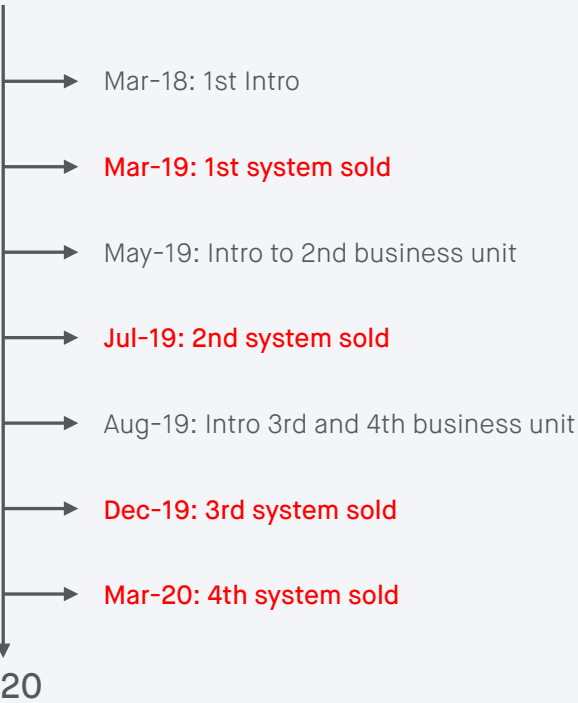 Mar-18: 1st Intro
Mar-19: 1st system sold
May-19: Intro to 2nd business unit
Jul-19: 2nd system sold
Aug-19: Intro 3rd and 4th business unit
Dec-19: 3rd system sold
Mar-20: 4th system sold
20